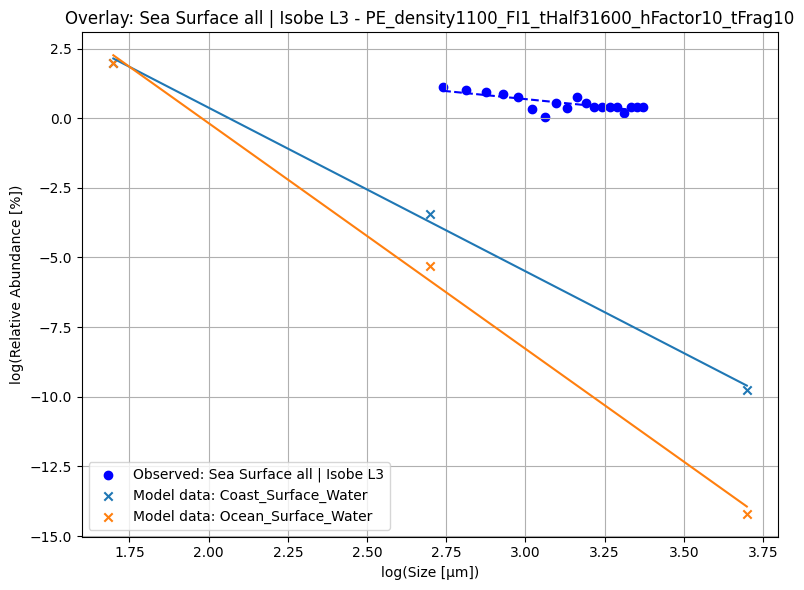 Overlay: Sea Surface all | Isobe L3 - PE_density1100_FI1_tHalf31600_hFactor10_tFrag10
log(Relative Abundance [%])
2.5
0.0
−2.5
−5.0
−7.5
−10.0
−12.5
−15.0
Observed: Sea Surface all | Isobe L3
Model data: Coast_Surface_Water
Model data: Ocean_Surface_Water
1.75
2.00
2.25
2.50
2.75
3.00
3.25
3.50
3.75
log(Size [μm])